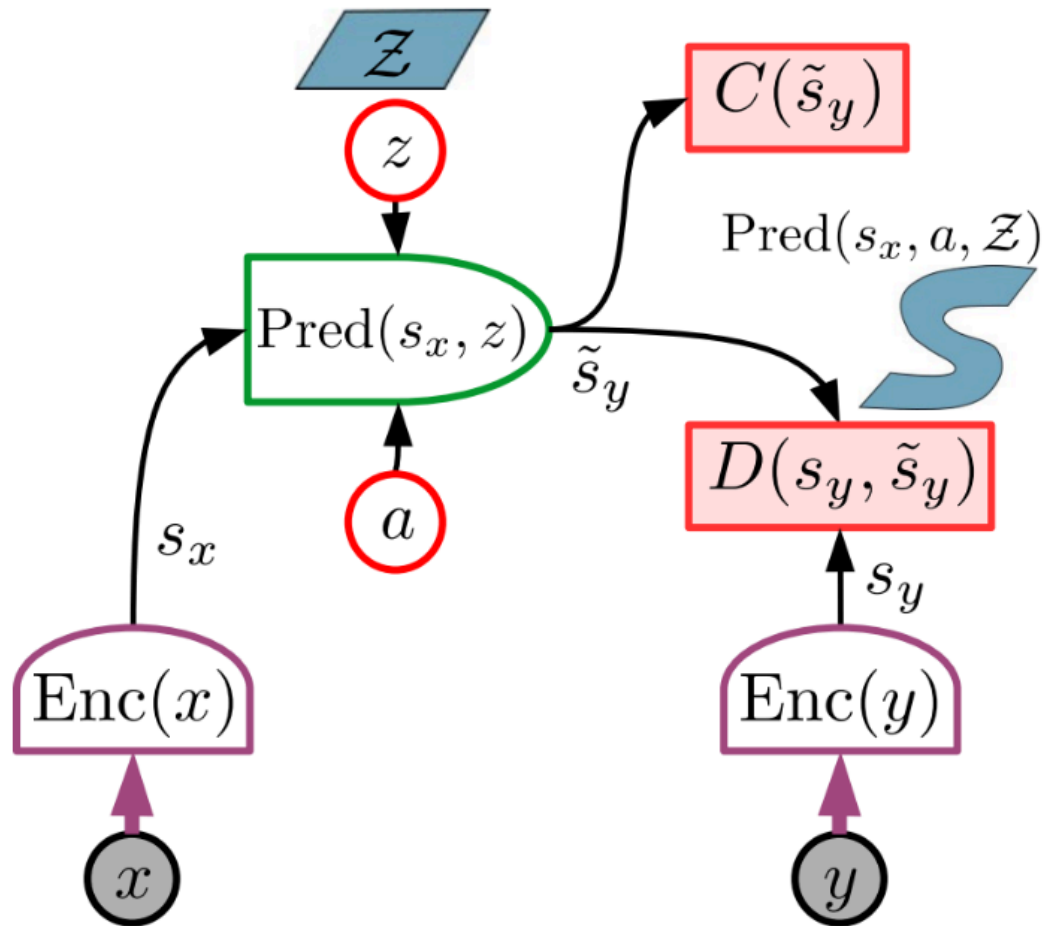 𝒵
z
C(s̃_y)
Pred(s_x, a, 𝒵)
Pred(s_x, z)
s̃_y
D(s_y, s̃_y)
a
s_x
s_y
Enc(x)
Enc(y)
x
y